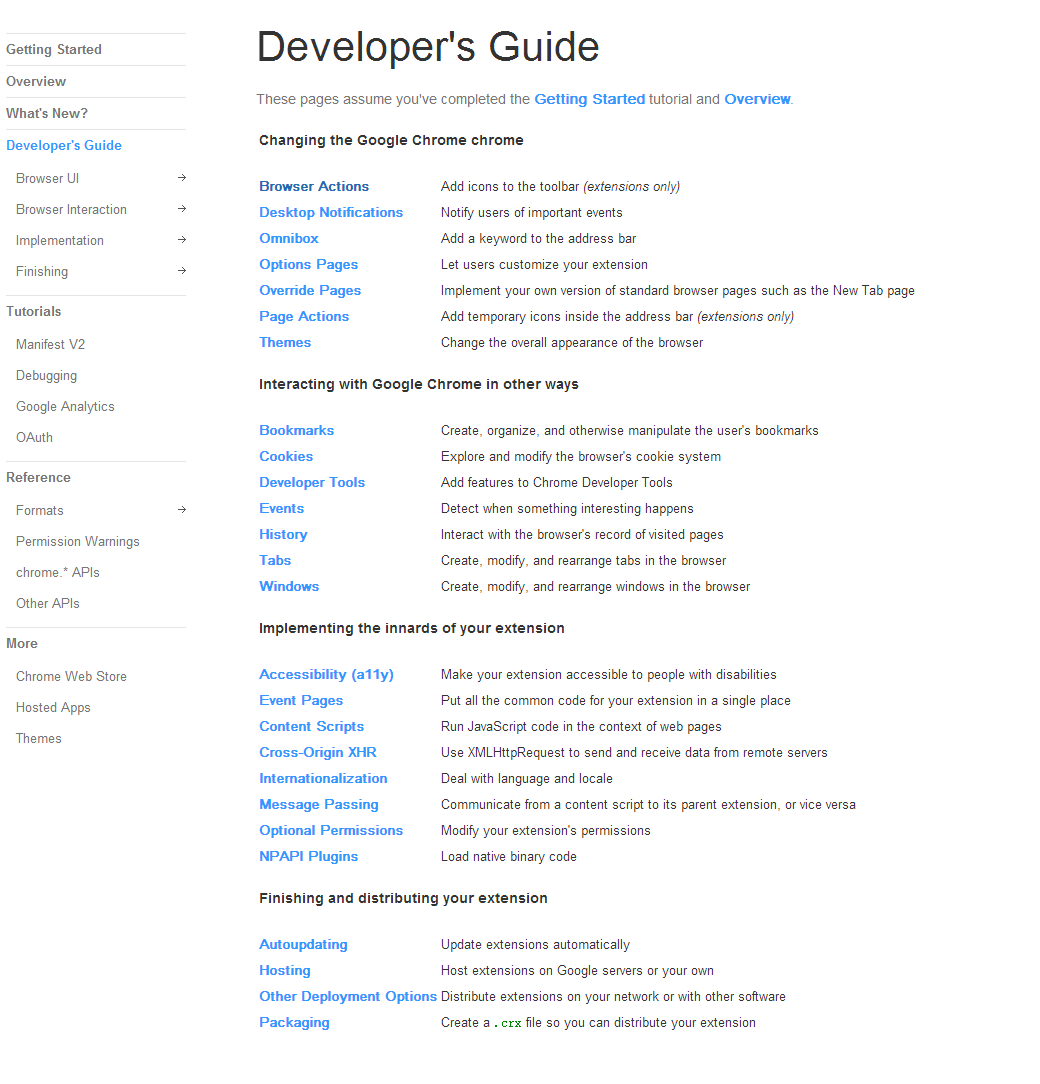 Getting Started
Overview
What's New?
Developer's Guide
Browser UI
Browser Interaction
Implementation
Finishing
Tutorials
Manifest V2
Debugging
Google Analytics
OAuth
Reference
Formats
Permission Warnings
chrome.* APIs
Other APIs
More
Chrome Web Store
Hosted Apps
Themes
Developer's Guide
These pages assume you've completed the Getting Started tutorial and Overview.
Changing the Google Chrome chrome
Browser Actions Add icons to the toolbar (extensions only)
Desktop Notifications Notify users of important events
Omnibox Add a keyword to the address bar
Options Pages Let users customize your extension
Override Pages Implement your own version of standard browser pages such as the New Tab page
Page Actions Add temporary icons inside the address bar (extensions only)
Themes Change the overall appearance of the browser
Interacting with Google Chrome in other ways
Bookmarks Create, organize, and otherwise manipulate the user's bookmarks
Cookies Explore and modify the browser's cookie system
Developer Tools Add features to Chrome Developer Tools
Events Detect when something interesting happens
History Interact with the browser's record of visited pages
Tabs Create, modify, and rearrange tabs in the browser
Windows Create, modify, and rearrange windows in the browser
Implementing the innards of your extension
Accessibility (a11y) Make your extension accessible to people with disabilities
Event Pages Put all the common code for your extension in a single place
Content Scripts Run JavaScript code in the context of web pages
Cross-Origin XHR Use XMLHttpRequest to send and receive data from remote servers
Internationalization Deal with language and locale
Message Passing Communicate from a content script to its parent extension, or vice versa
Optional Permissions Modify your extension's permissions
NPAPI Plugins Load native binary code
Finishing and distributing your extension
Autoupdating Update extensions automatically
Hosting Host extensions on Google servers or your own
Other Deployment Options Distribute extensions on your network or with other software
Packaging Create a .crx file so you can distribute your extension